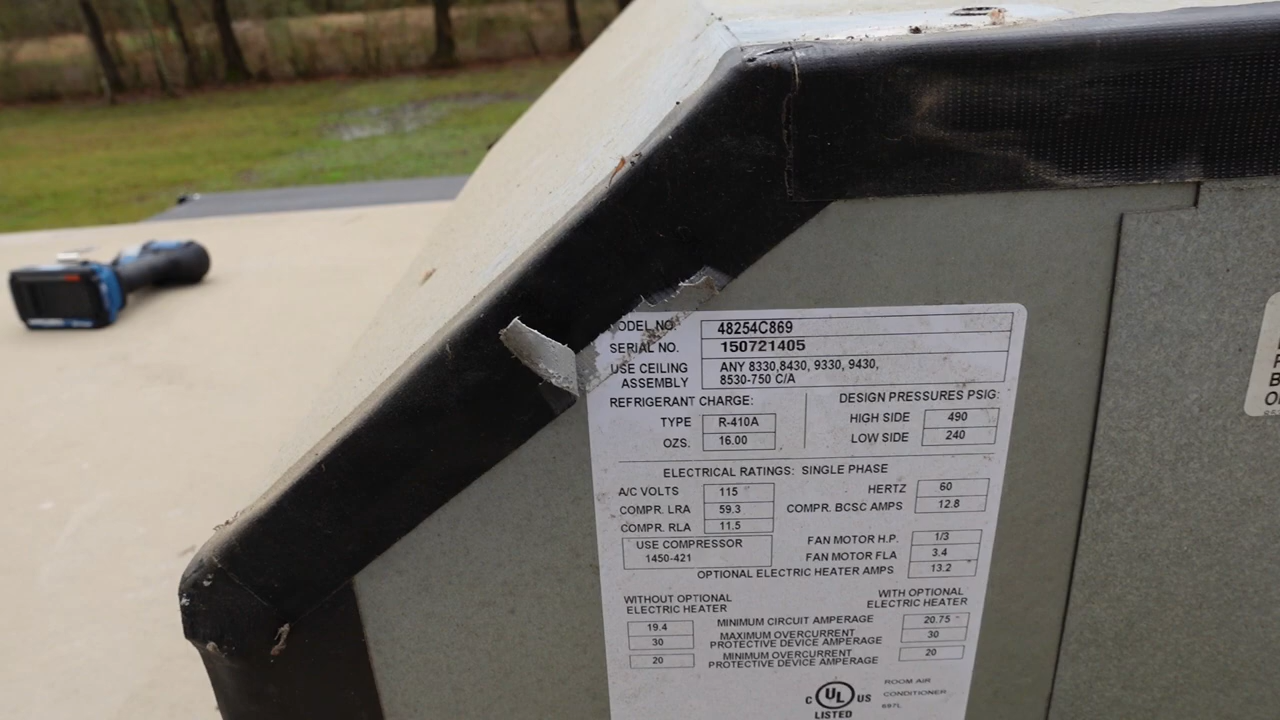 MODEL NO. 48254C869
SERIAL NO. 150721405
USE CEILING ASSEMBLY ANY 8330,8430, 9330, 9430,
8530-750 C/A
REFRIGERANT CHARGE:
TYPE R-410A
OZS. 16.00
DESIGN PRESSURES PSIG:
HIGH SIDE 490
LOW SIDE 240
ELECTRICAL RATINGS: SINGLE PHASE
A/C VOLTS 115
HERTZ 60
COMPR. LRA 59.3
COMPR. BCSC AMPS 12.8
COMPR. RLA 11.5
USE COMPRESSOR
1450-421
FAN MOTOR H.P. 1/3
FAN MOTOR FLA 3.4
OPTIONAL ELECTRIC HEATER AMPS 13.2
WITHOUT OPTIONAL
ELECTRIC HEATER
WITH OPTIONAL
ELECTRIC HEATER
19.4 MINIMUM CIRCUIT AMPERAGE 20.75
30 MAXIMUM OVERCURRENT PROTECTIVE DEVICE AMPERAGE 30
20 MINIMUM OVERCURRENT PROTECTIVE DEVICE AMPERAGE 20
C UL US
LISTED
ROOM AIR
CONDITIONER
697L